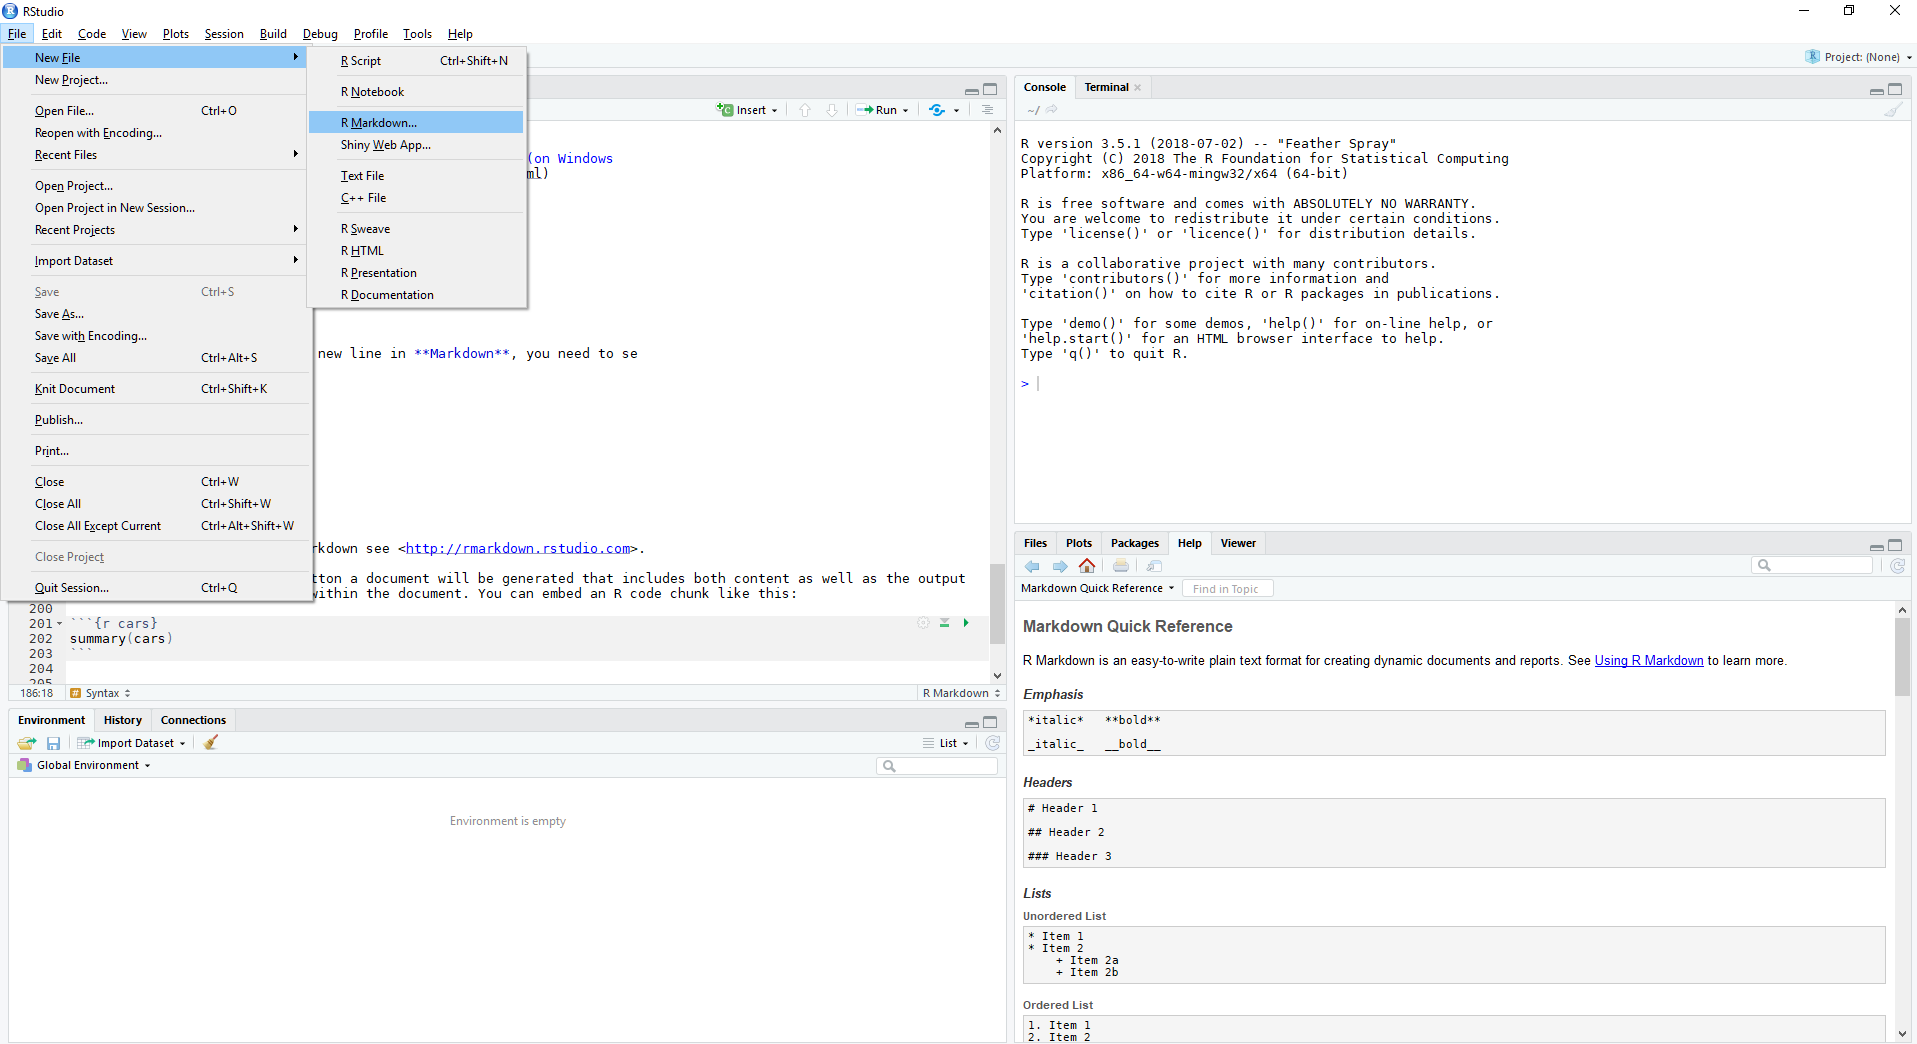 RStudio
File Edit Code View Plots Session Build Debug Profile Tools Help
Project: (None)
New File
New Project...
Open File... Ctrl+O
Reopen with Encoding...
Recent Files
Open Project...
Open Project in New Session...
Recent Projects
Import Dataset
Save Ctrl+S
Save As...
Save with Encoding...
Save All Ctrl+Alt+S
Knit Document Ctrl+Shift+K
Publish...
Print...
Close Ctrl+W
Close All Ctrl+Shift+W
Close All Except Current Ctrl+Alt+Shift+W
Close Project
Quit Session... Ctrl+Q
R Script Ctrl+Shift+N
R Notebook
R Markdown...
Shiny Web App...
Text File
C++ File
R Sweave
R HTML
R Presentation
R Documentation
Insert Run
(on Windows
ml)
new line in **Markdown**, you need to se
rkdown see <http://rmarkdown.rstudio.com>.
tton a document will be generated that includes both content as well as the output
within the document. You can embed an R code chunk like this:
200
201 ```{r cars}
202 summary(cars)
203 ```
204
205
186:18 # Syntax R Markdown
Environment History Connections
Import Dataset List
Global Environment
Environment is empty
Console Terminal
~/
R version 3.5.1 (2018-07-02) -- "Feather Spray"
Copyright (C) 2018 The R Foundation for Statistical Computing
Platform: x86_64-w64-mingw32/x64 (64-bit)
R is free software and comes with ABSOLUTELY NO WARRANTY.
You are welcome to redistribute it under certain conditions.
Type 'license()' or 'licence()' for distribution details.
R is a collaborative project with many contributors.
Type 'contributors()' for more information and
'citation()' on how to cite R or R packages in publications.
Type 'demo()' for some demos, 'help()' for on-line help, or
'help.start()' for an HTML browser interface to help.
Type 'q()' to quit R.
>
Files Plots Packages Help Viewer
Markdown Quick Reference Find in Topic
Markdown Quick Reference
R Markdown is an easy-to-write plain text format for creating dynamic documents and reports. See Using R Markdown to learn more.
Emphasis
*italic* **bold**
_italic_ __bold__
Headers
# Header 1
## Header 2
### Header 3
Lists
Unordered List
* Item 1
* Item 2
+ Item 2a
+ Item 2b
Ordered List
1. Item 1
2. Item 2